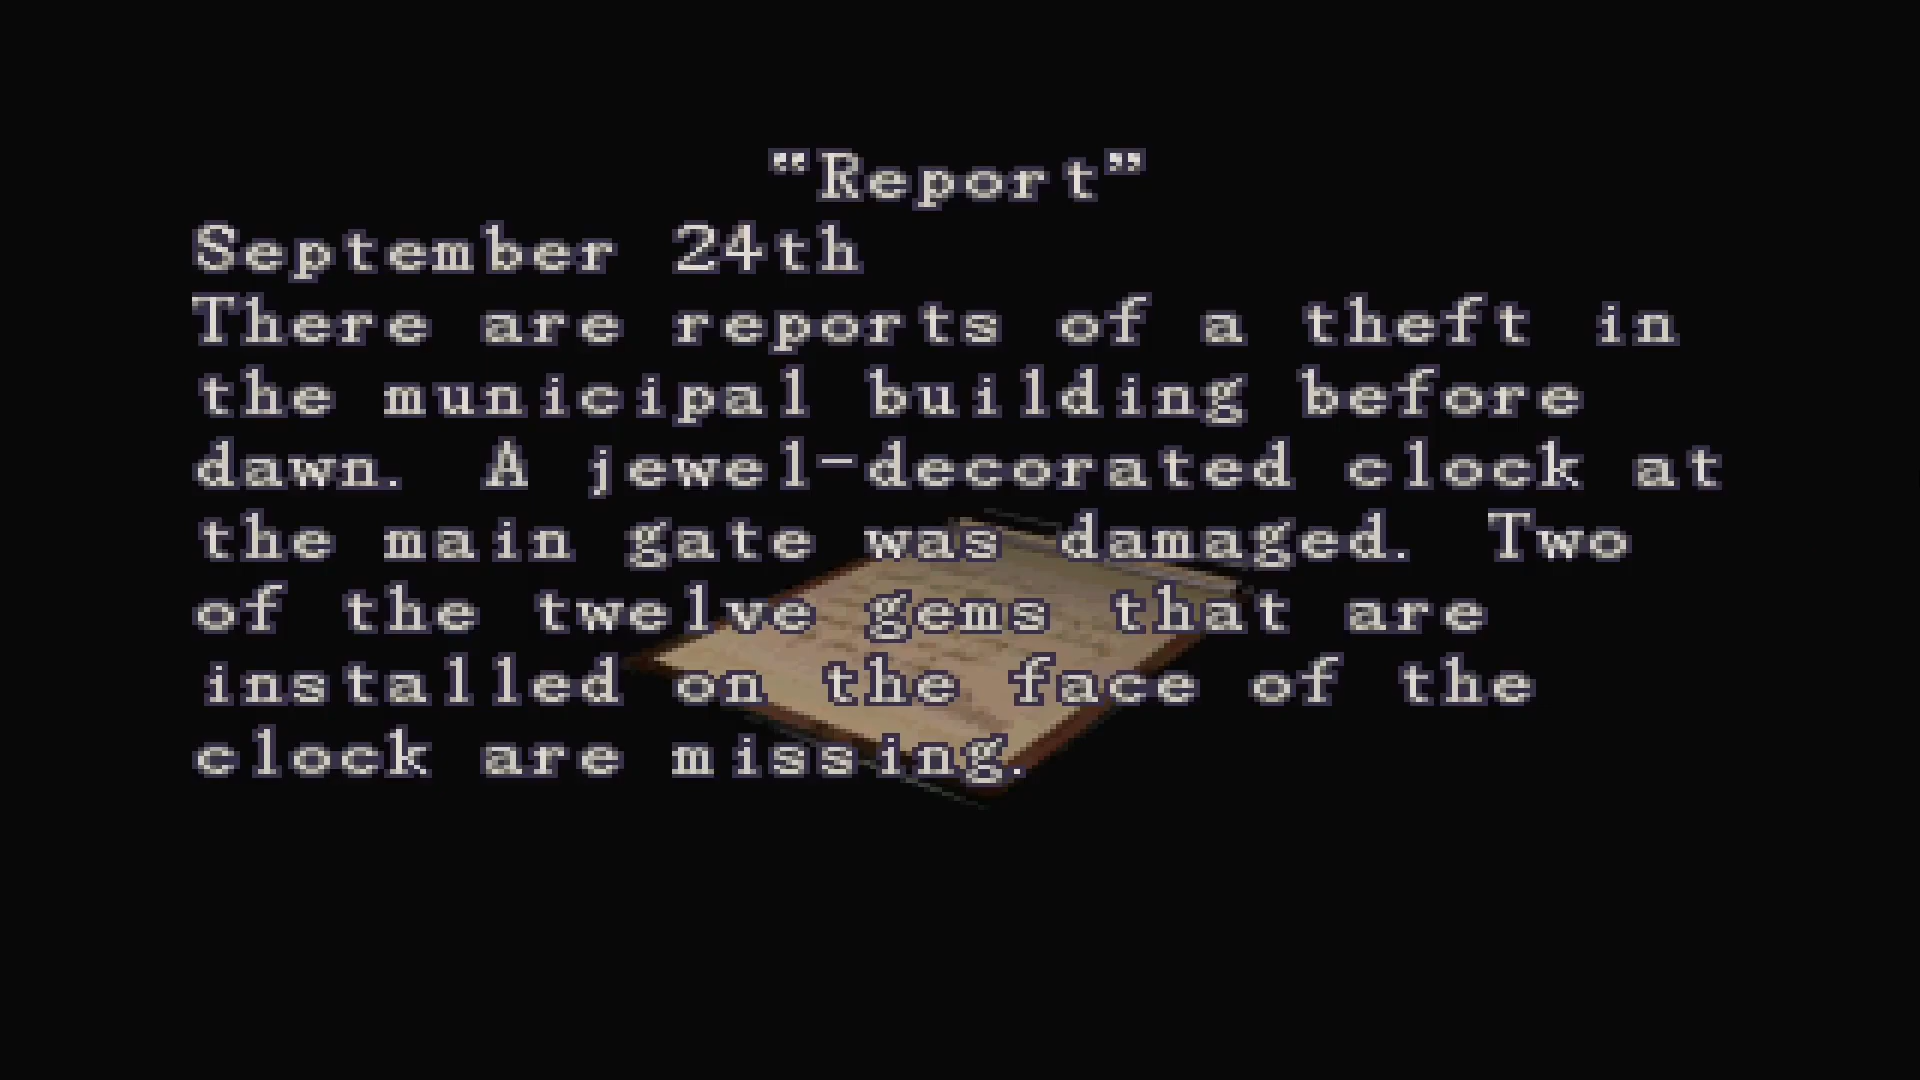 “Report”
September 24th
There are reports of a theft in
the municipal building before
dawn. A jewel-decorated clock at
the main gate was damaged. Two
of the twelve gems that are
installed on the face of the
clock are missing.